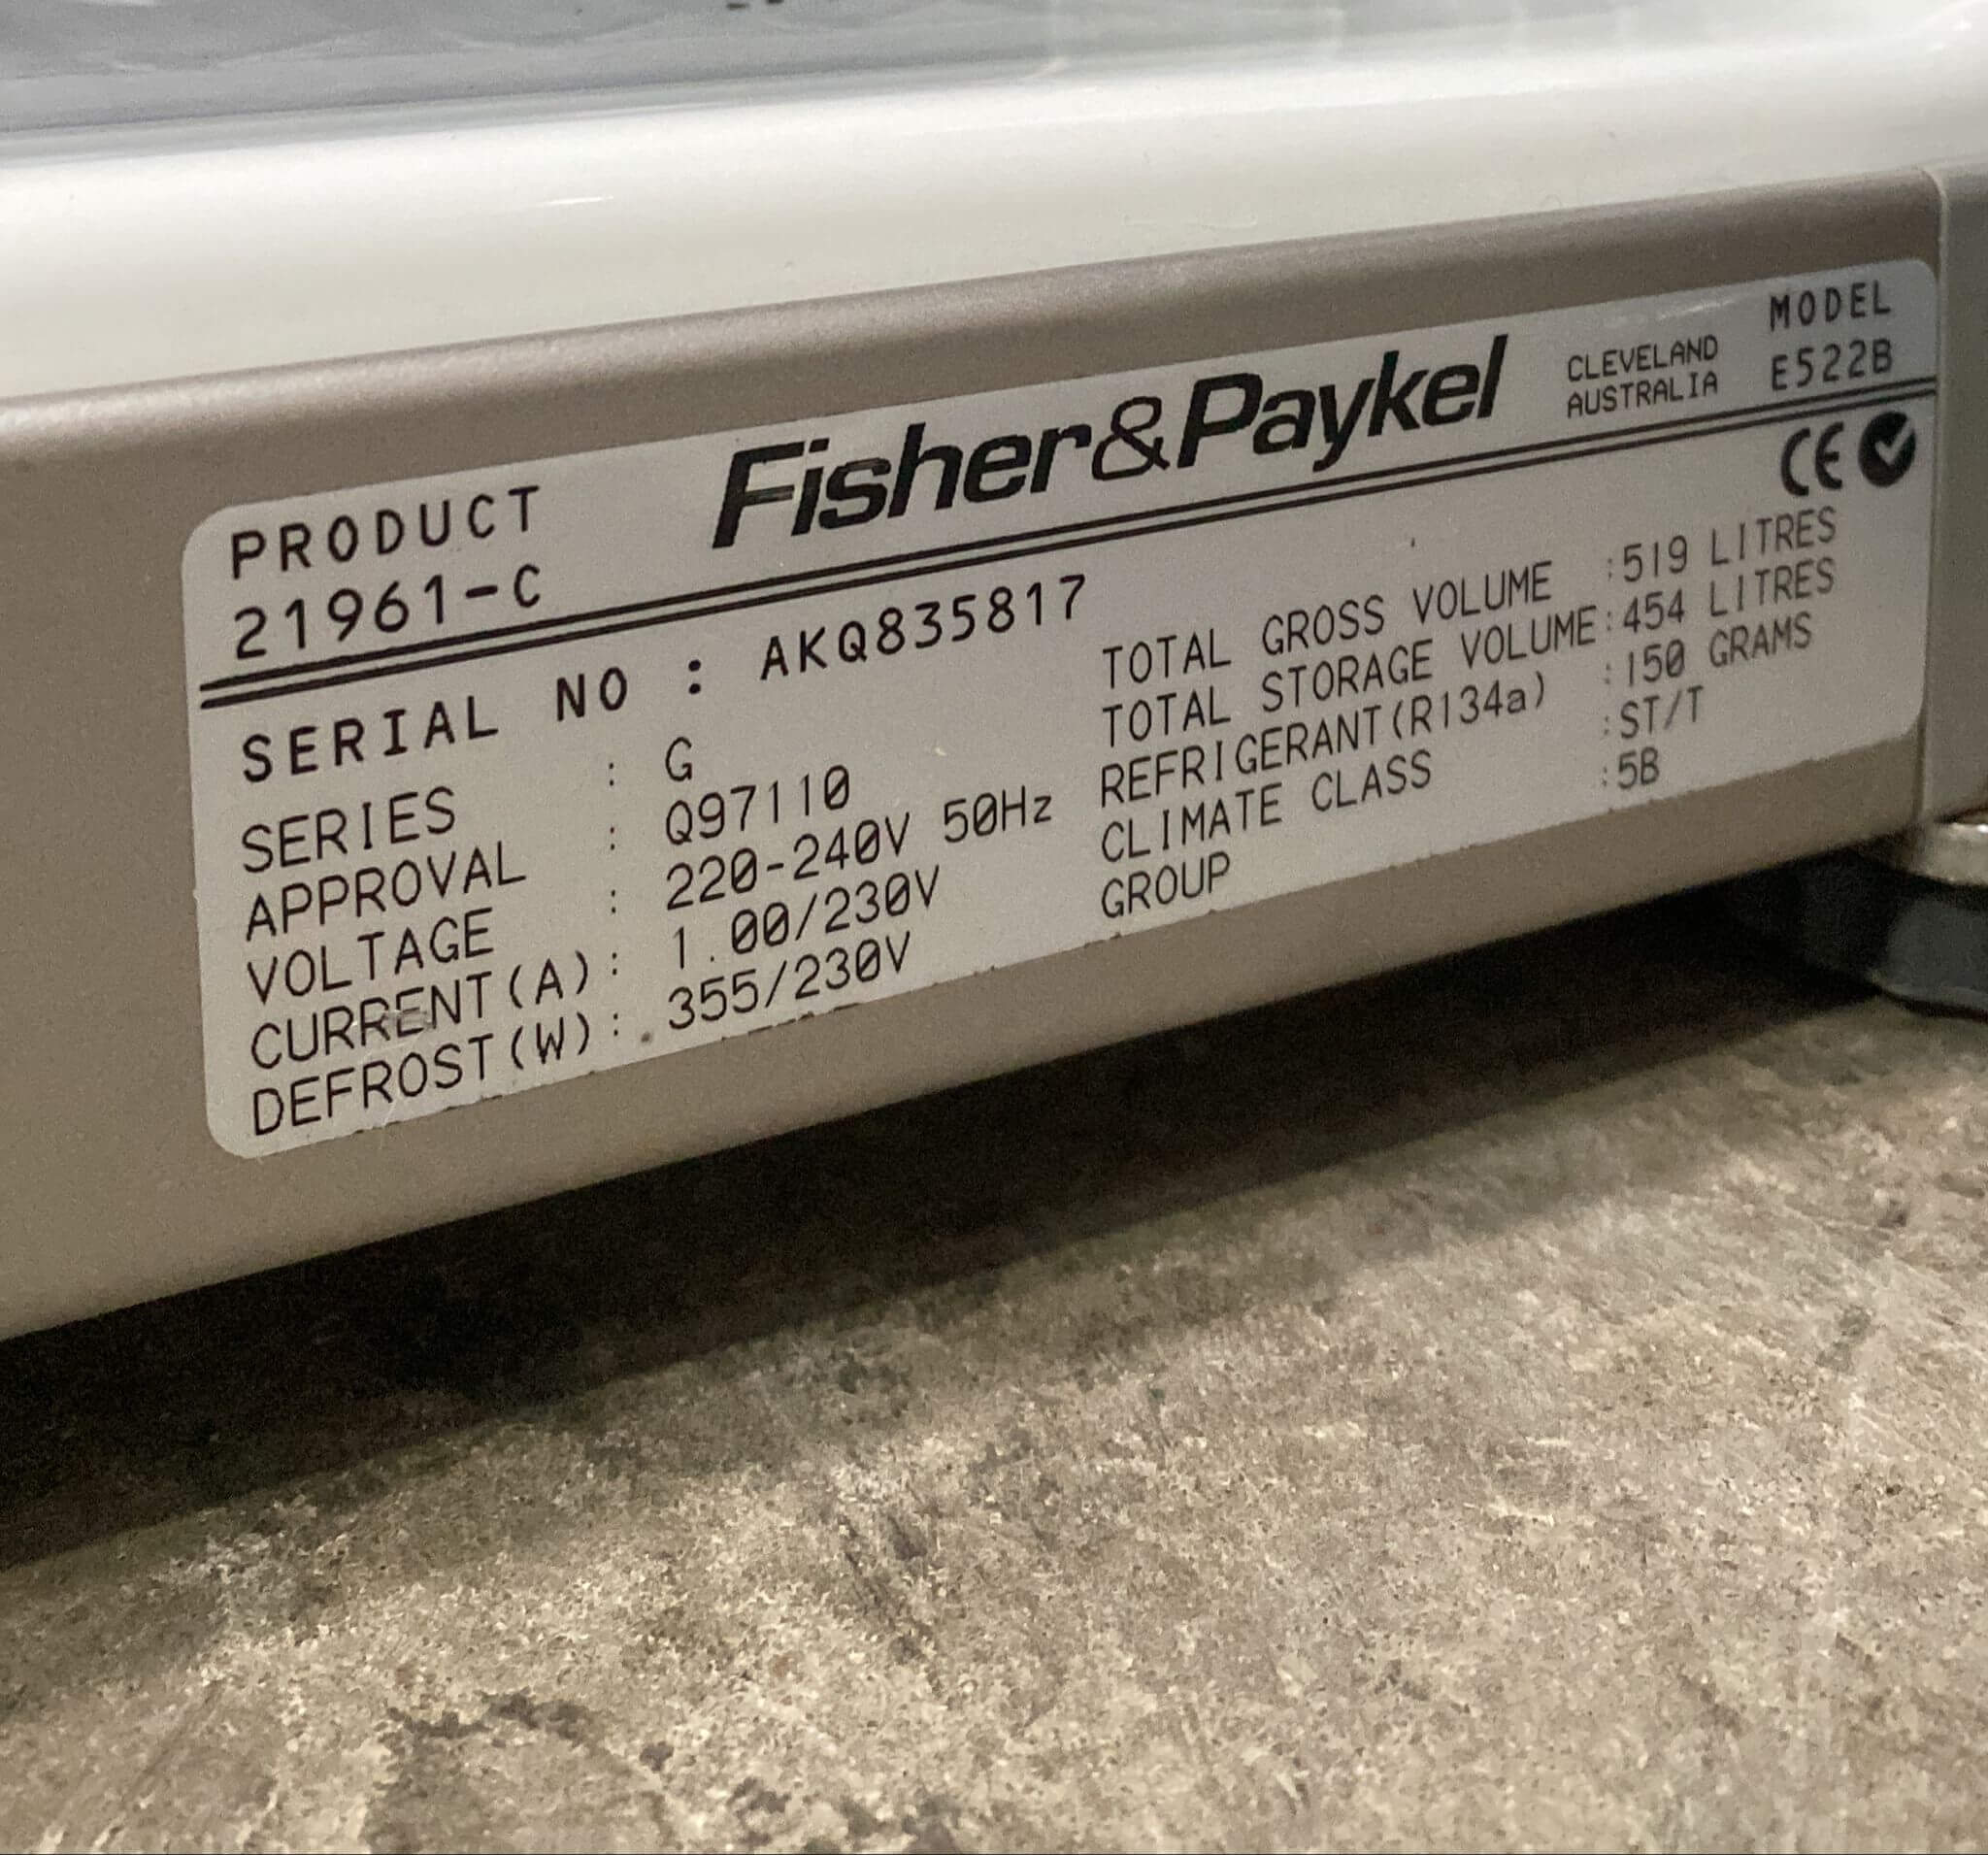 PRODUCT
21961-C
Fisher&Paykel
CLEVELAND
AUSTRALIA
MODEL
E522B
CE
SERIAL NO : AKQ835817
SERIES : G
APPROVAL : Q97110
VOLTAGE : 220-240V 50Hz
CURRENT(A): 1.00/230V
DEFROST(W): 355/230V
TOTAL GROSS VOLUME :519 LITRES
TOTAL STORAGE VOLUME:454 LITRES
REFRIGERANT(R134a) :150 GRAMS
CLIMATE CLASS :ST/T
GROUP :5B